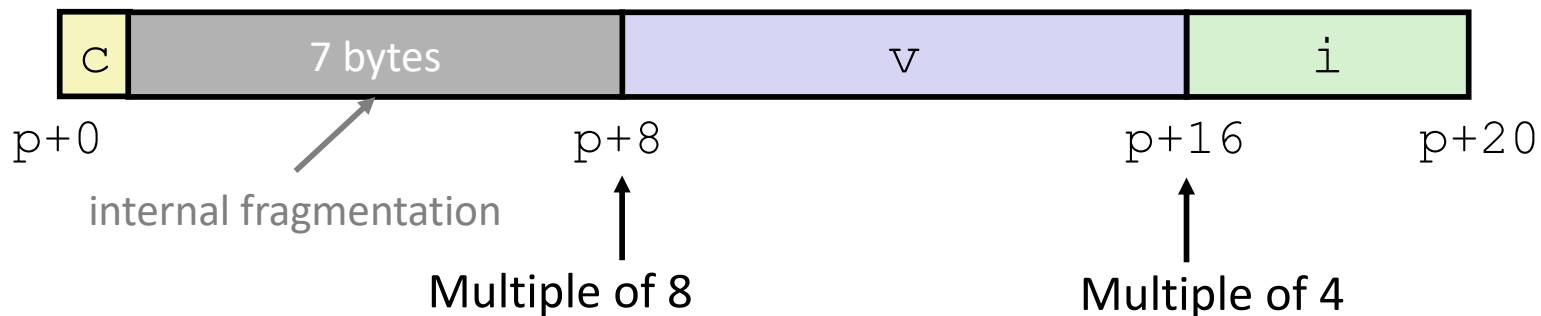 c 7 bytes v i
p+0 p+8 p+16 p+20
internal fragmentation
Multiple of 8 Multiple of 4